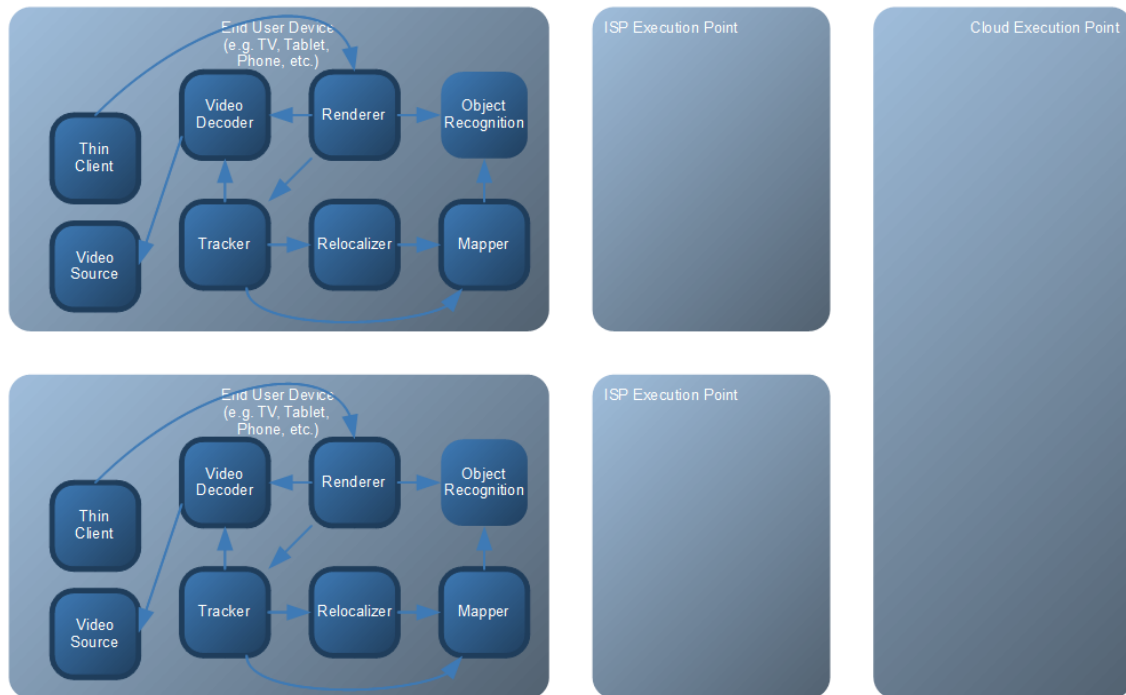 End User Device
(e.g. TV, Tablet,
Phone, etc.)
Video
Decoder
Renderer
Object
Recognition
Thin
Client
Tracker
Relocalizer
Mapper
Video
Source
ISP Execution Point
Cloud Execution Point
End User Device
(e.g. TV, Tablet,
Phone, etc.)
Video
Decoder
Renderer
Object
Recognition
Thin
Client
Tracker
Relocalizer
Mapper
Video
Source
ISP Execution Point